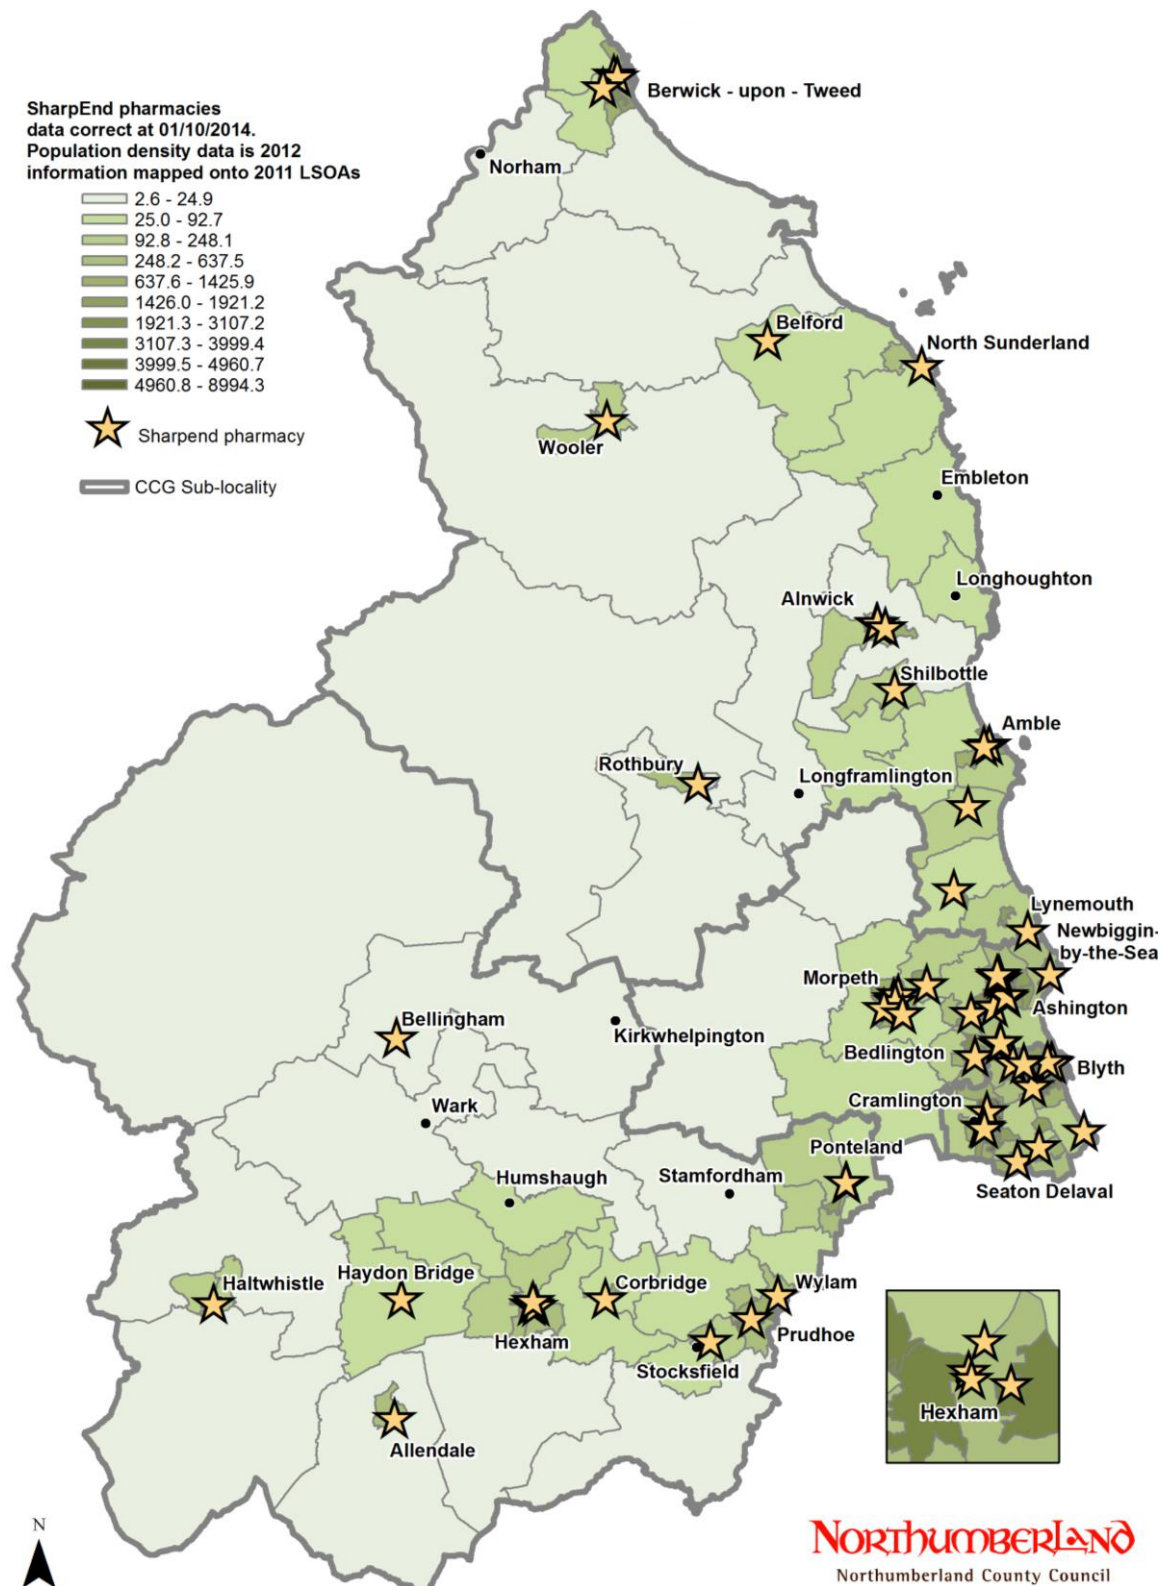 SharpEnd pharmacies
data correct at 01/10/2014.
Population density data is 2012
information mapped onto 2011 LSOAs
2.6 - 24.9
25.0 - 92.7
92.8 - 248.1
248.2 - 637.5
637.6 - 1425.9
1426.0 - 1921.2
1921.3 - 3107.2
3107.3 - 3999.4
3999.5 - 4960.7
4960.8 - 8994.3
Sharpend pharmacy
CCG Sub-locality
Berwick - upon - Tweed
Norham
Belford
North Sunderland
Wooler
Embleton
Longhoughton
Alnwick
Shilbottle
Amble
Rothbury
Longframlington
Lynemouth
Newbiggin-
by-the-Sea
Morpeth
Ashington
Bellingham
Kirkwhelpington
Bedlington
Blyth
Wark
Cramlington
Ponteland
Humshaugh
Stamfordham
Seaton Delaval
Haltwhistle
Haydon Bridge
Corbridge
Wylam
Hexham
Prudhoe
Stocksfield
Hexham
Allendale
N
NORTHUMBERLAND
Northumberland County Council